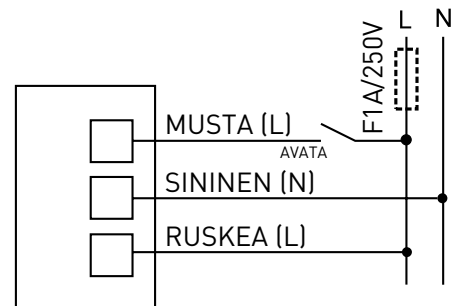 L N
F1A/250V
MUSTA (L)
AVATA
SININEN (N)
RUSKEA (L)